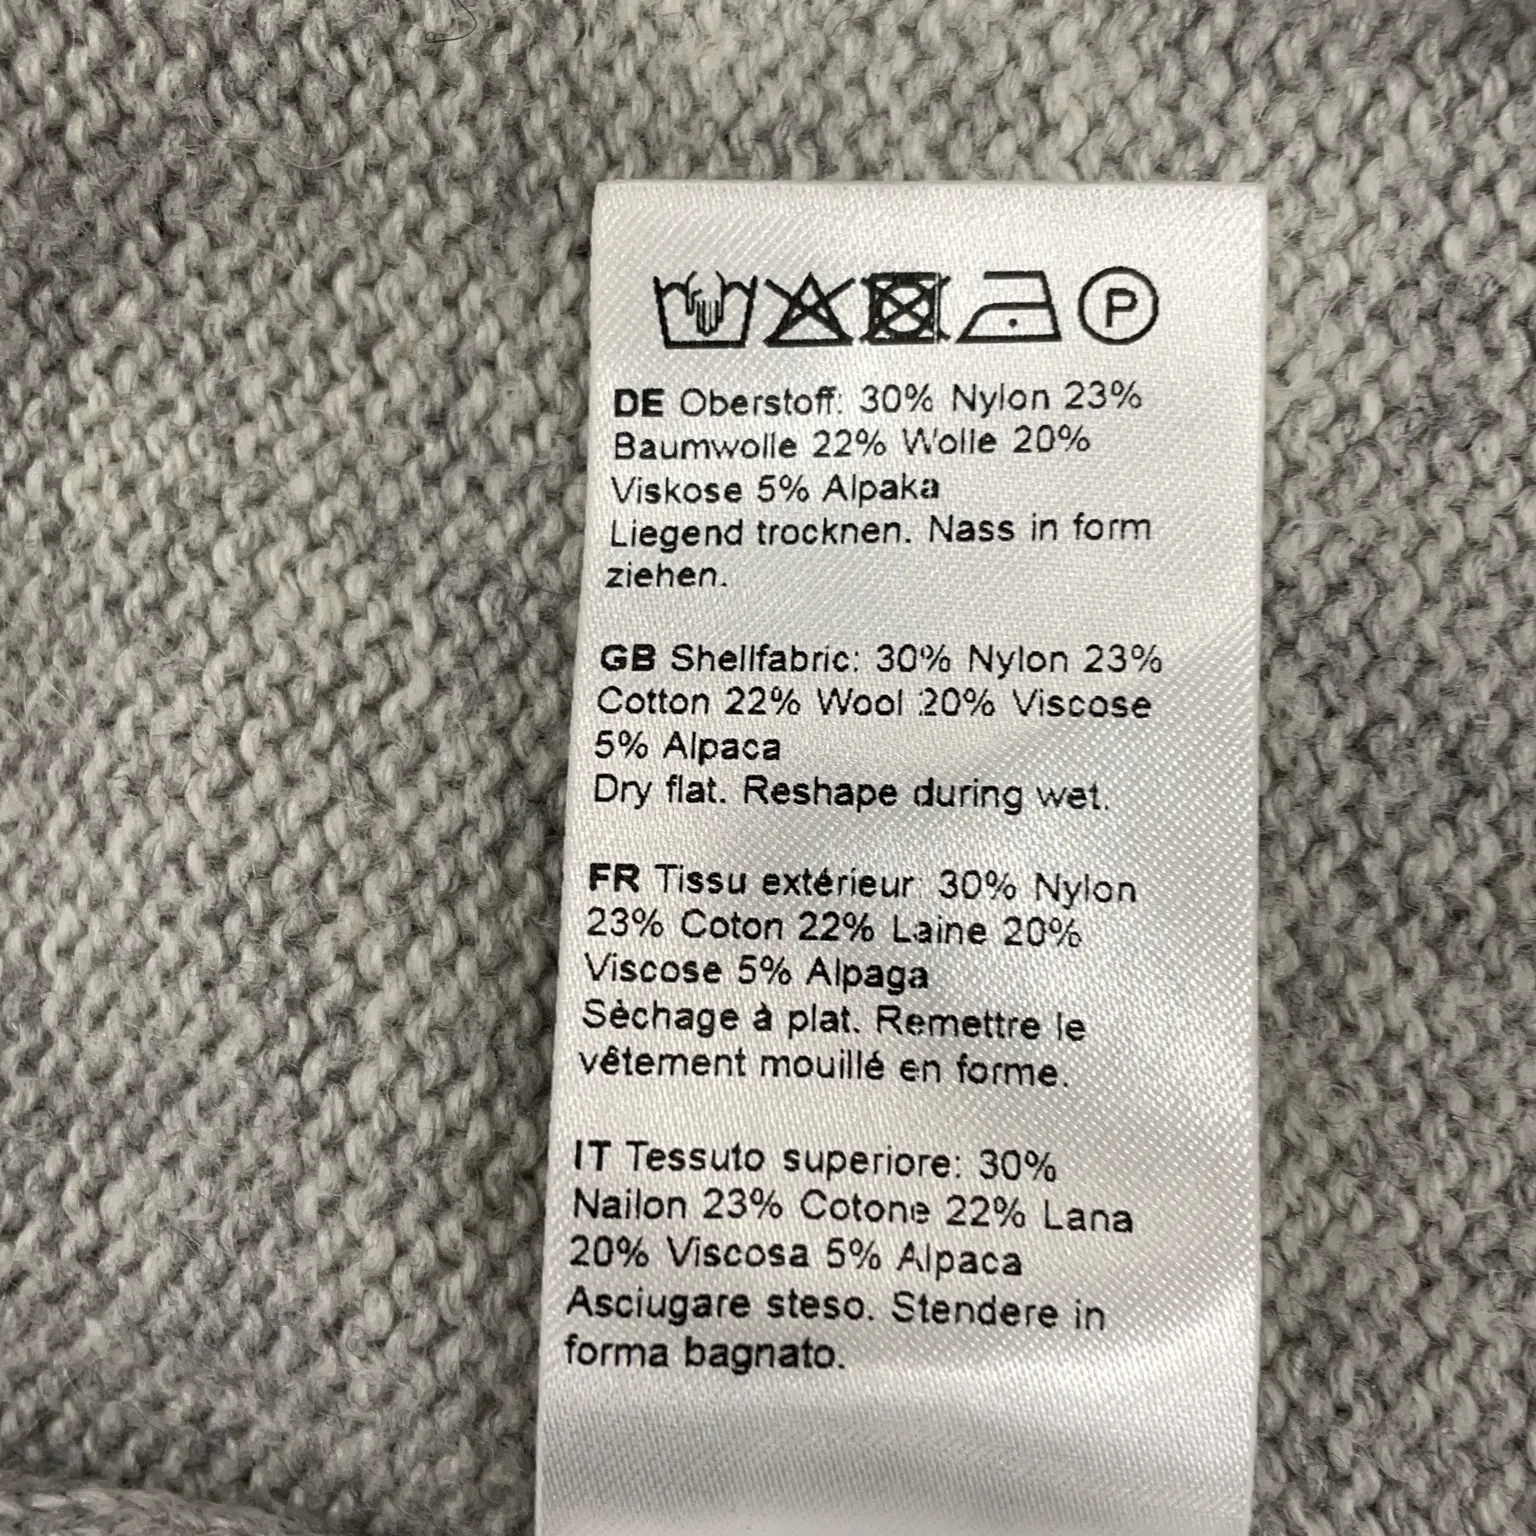 P
DE Oberstoff: 30% Nylon 23%
Baumwolle 22% Wolle 20%
Viskose 5% Alpaka
Liegend trocknen. Nass in form
ziehen.
GB Shellfabric: 30% Nylon 23%
Cotton 22% Wool 20% Viscose
5% Alpaca
Dry flat. Reshape during wet.
FR Tissu extérieur: 30% Nylon
23% Coton 22% Laine 20%
Viscose 5% Alpaga
Sèchage à plat. Remettre le
vêtement mouillé en forme.
IT Tessuto superiore: 30%
Nailon 23% Cotone 22% Lana
20% Viscosa 5% Alpaca
Asciugare steso. Stendere in
forma bagnato.